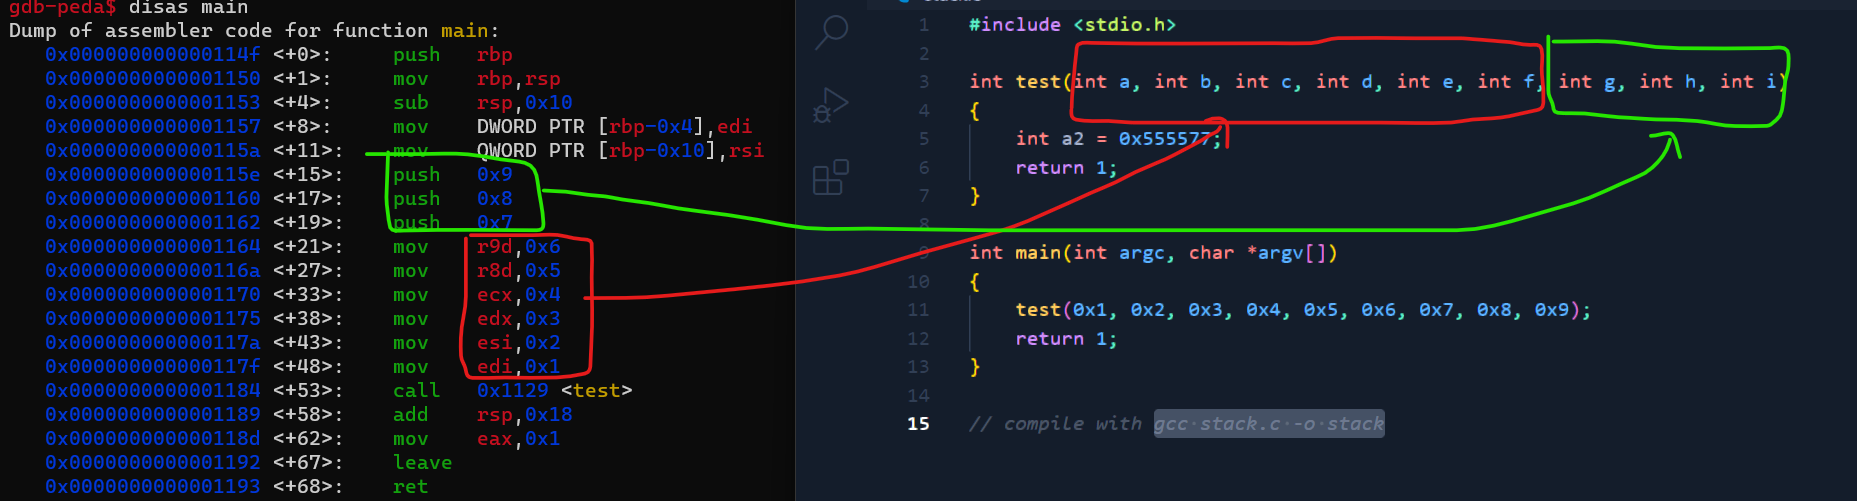 gdb-peda$ disas main
Dump of assembler code for function main:
0x000000000000114f <+0>: push rbp
0x0000000000001150 <+1>: mov rbp,rsp
0x0000000000001153 <+4>: sub rsp,0x10
0x0000000000001157 <+8>: mov DWORD PTR [rbp-0x4],edi
0x000000000000115a <+11>: mov QWORD PTR [rbp-0x10],rsi
0x000000000000115e <+15>: push 0x9
0x0000000000001160 <+17>: push 0x8
0x0000000000001162 <+19>: push 0x7
0x0000000000001164 <+21>: mov r9d,0x6
0x000000000000116a <+27>: mov r8d,0x5
0x0000000000001170 <+33>: mov ecx,0x4
0x0000000000001175 <+38>: mov edx,0x3
0x000000000000117a <+43>: mov esi,0x2
0x000000000000117f <+48>: mov edi,0x1
0x0000000000001184 <+53>: call 0x1129 <test>
0x0000000000001189 <+58>: add rsp,0x18
0x000000000000118d <+62>: mov eax,0x1
0x0000000000001192 <+67>: leave
0x0000000000001193 <+68>: ret
1 #include <stdio.h>
2
3 int test(int a, int b, int c, int d, int e, int f, int g, int h, int i)
4 {
5 int a2 = 0x555577;
6 return 1;
7 }
8
9 int main(int argc, char *argv[])
10 {
11 test(0x1, 0x2, 0x3, 0x4, 0x5, 0x6, 0x7, 0x8, 0x9);
12 return 1;
13 }
14
15 // compile with gcc stack.c -o stack